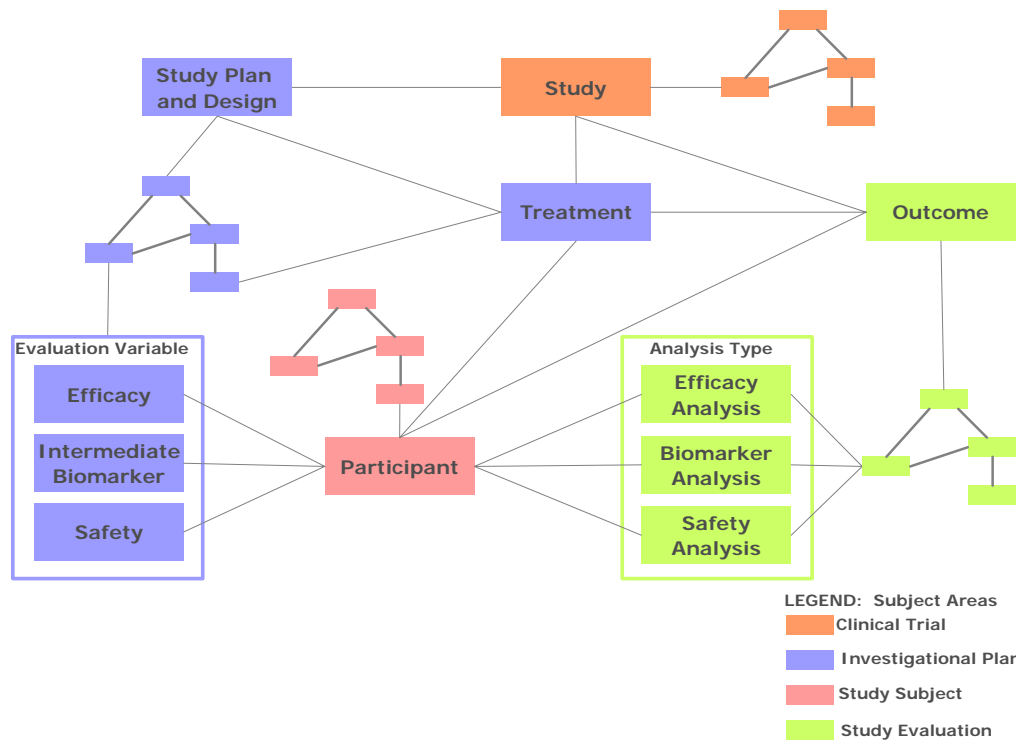 Study Plan
and Design
Study
Treatment
Outcome
Evaluation Variable
Efficacy
Intermediate
Biomarker
Safety
Participant
Analysis Type
Efficacy
Analysis
Biomarker
Analysis
Safety
Analysis
LEGEND: Subject Areas
Clinical Trial
Investigational Plan
Study Subject
Study Evaluation